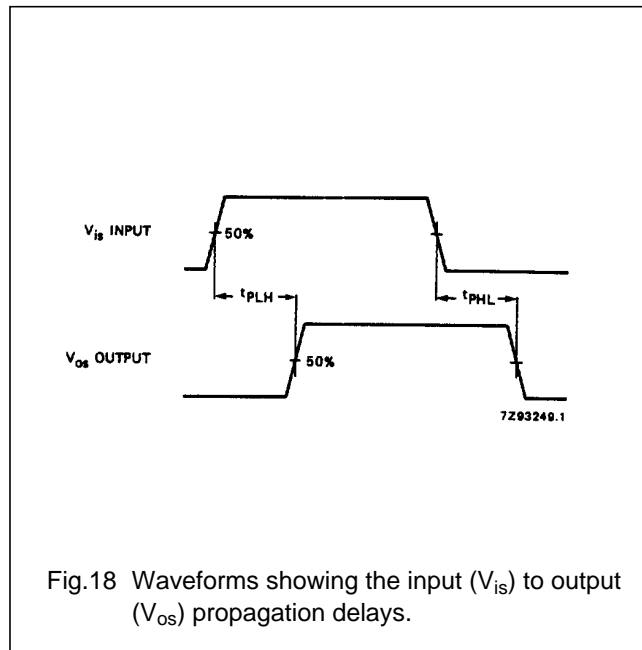 V_is INPUT
50%
t_PLH
t_PHL
V_os OUTPUT
50%
7Z93249.1
Fig.18 Waveforms showing the input (V_is) to output
(V_os) propagation delays.